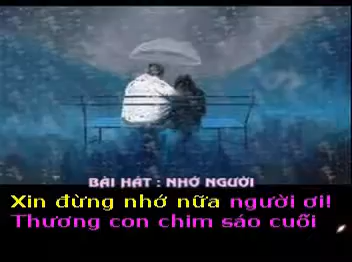 BÀI HÁT : NHỚ NGƯỜI
Xin đừng nhớ nữa người ơi!
Thương con chim sáo cuối